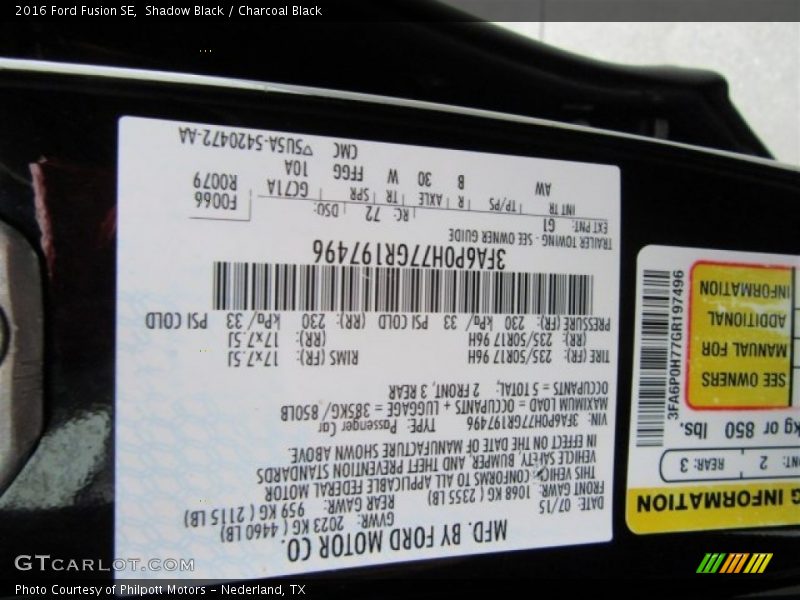 2016 Ford Fusion SE, Shadow Black / Charcoal Black
MFD. BY FORD MOTOR CO.
DATE: 07/15 GVWR: 2023 KG ( 4460 LB)
FRONT GAWR: 1068 KG ( 2355 LB) REAR GAWR: 959 KG ( 2115 LB)
THIS VEHICLE CONFORMS TO ALL APPLICABLE FEDERAL MOTOR
VEHICLE SAFETY, BUMPER, AND THEFT PREVENTION STANDARDS
IN EFFECT ON THE DATE OF MANUFACTURE SHOWN ABOVE.
VIN: 3FA6P0H77GR197496 TYPE: Passenger Car
MAXIMUM LOAD = OCCUPANTS + LUGGAGE = 385KG/ 850LB
OCCUPANTS = 5 TOTAL, 2 FRONT, 3 REAR
TIRE (FR): 235/50R17 96H RIMS (FR): 17x7.5J
(RR): 235/50R17 96H (RR): 17x7.5J
PRESSURE (FR): 230 kPa/ 33 PSI COLD (RR): 230 kPa/ 33 PSI COLD
3FA6P0H77GR197496
TRAILER TOWING - SEE OWNER GUIDE
EXT PNT: G1 RC: 72 DSO: F0066
INT TR TP/PS R AXLE TR SPR GC71A R0079
AW B 30 W FFGG 10A
CMC ▽5U5A-5420472-AA
G INFORMATION
NT: 2 REAR: 3
kg or 850 lbs.
SEE OWNERS
MANUAL FOR
ADDITIONAL
INFORMATION
3FA6P0H77GR197496
GTCarLot.com
Photo Courtesy of Philpott Motors - Nederland, TX